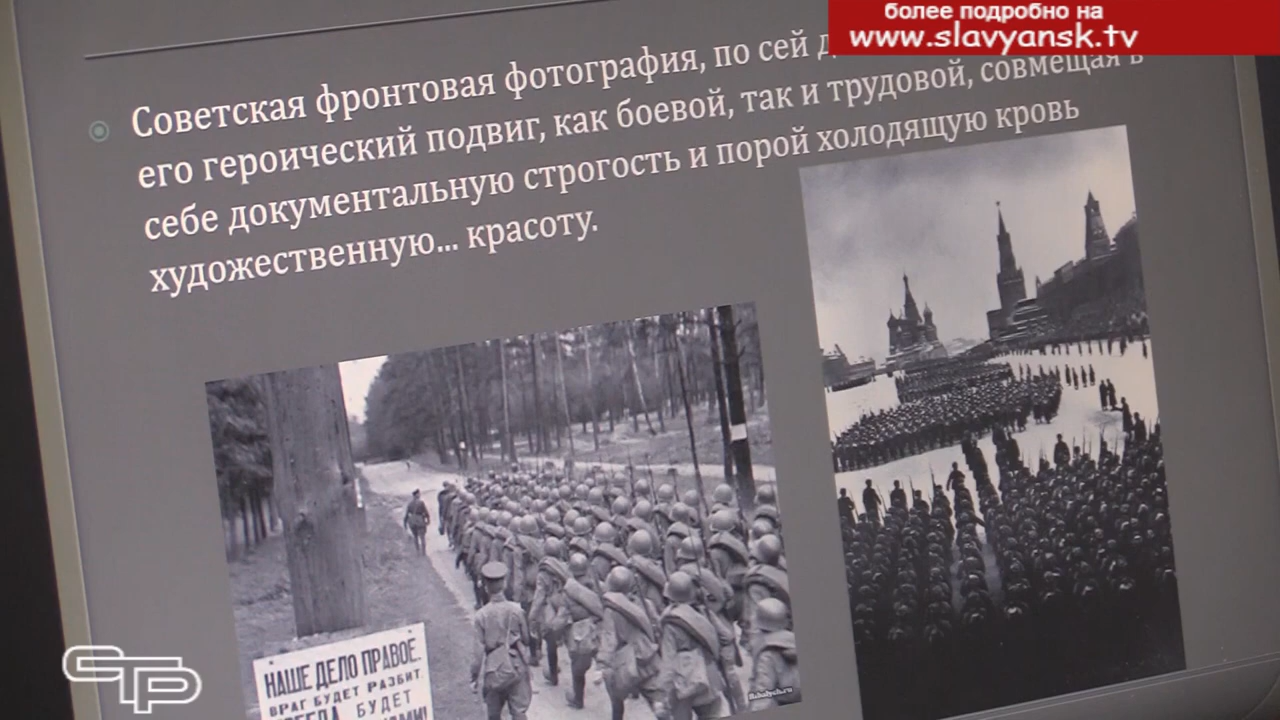 более подробно на
www.slavyansk.tv
Советская фронтовая фотография, по сей
его героический подвиг, как боевой, так и трудовой, совмещая в
себе документальную строгость и порой холодящую кровь
художественную... красоту.
НАШЕ ДЕЛО ПРАВОЕ.
ВРАГ БУДЕТ РАЗБИТ.
БУДЕТ
СТР